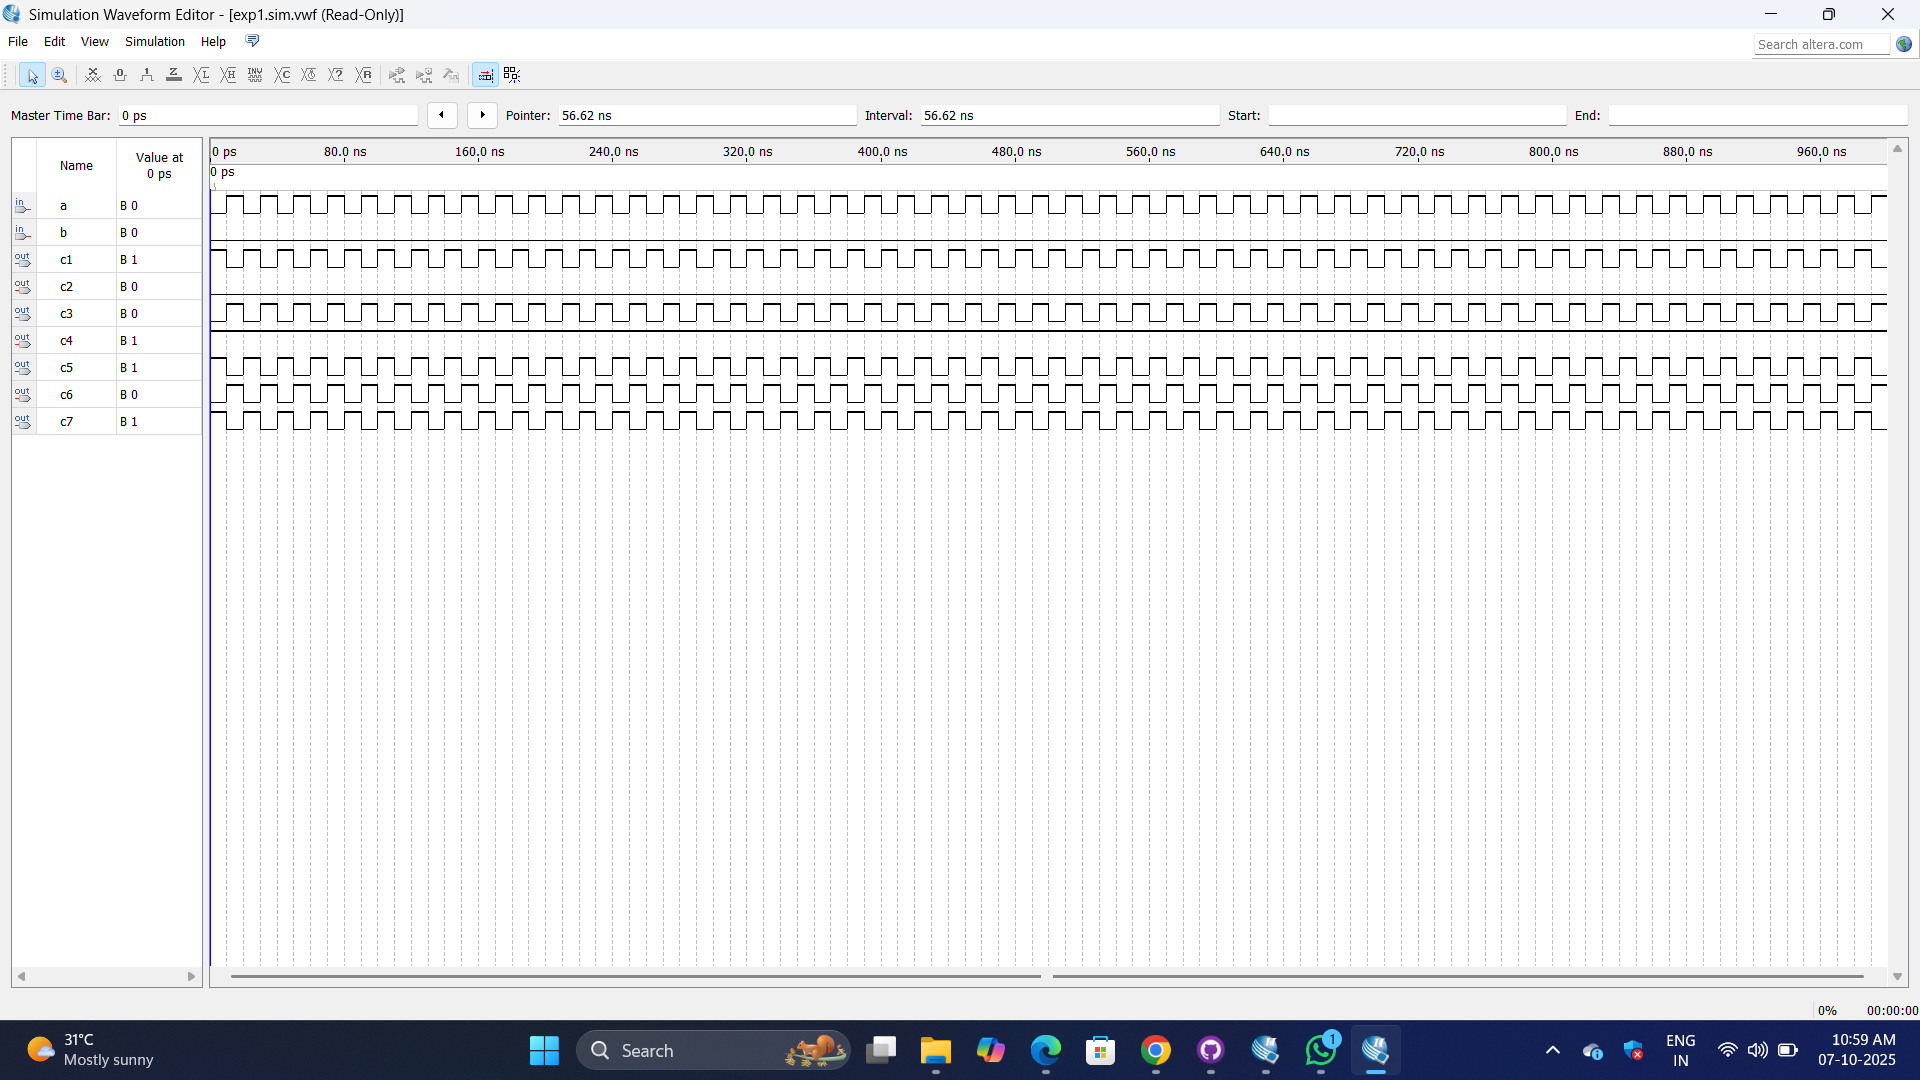 Simulation Waveform Editor - [exp1.sim.vwf (Read-Only)]
File Edit View Simulation Help
Search altera.com
Master Time Bar: 0 ps Pointer: 56.62 ns Interval: 56.62 ns Start: End:
Name Value at 0 ps
0 ps 80.0 ns 160.0 ns 240.0 ns 320.0 ns 400.0 ns 480.0 ns 560.0 ns 640.0 ns 720.0 ns 800.0 ns 880.0 ns 960.0 ns
0 ps
in a B 0
in b B 0
out c1 B 1
out c2 B 0
out c3 B 0
out c4 B 1
out c5 B 1
out c6 B 0
out c7 B 1
0% 00:00:00
31°C
Mostly sunny
Search
1
ENG
IN
10:59 AM
07-10-2025